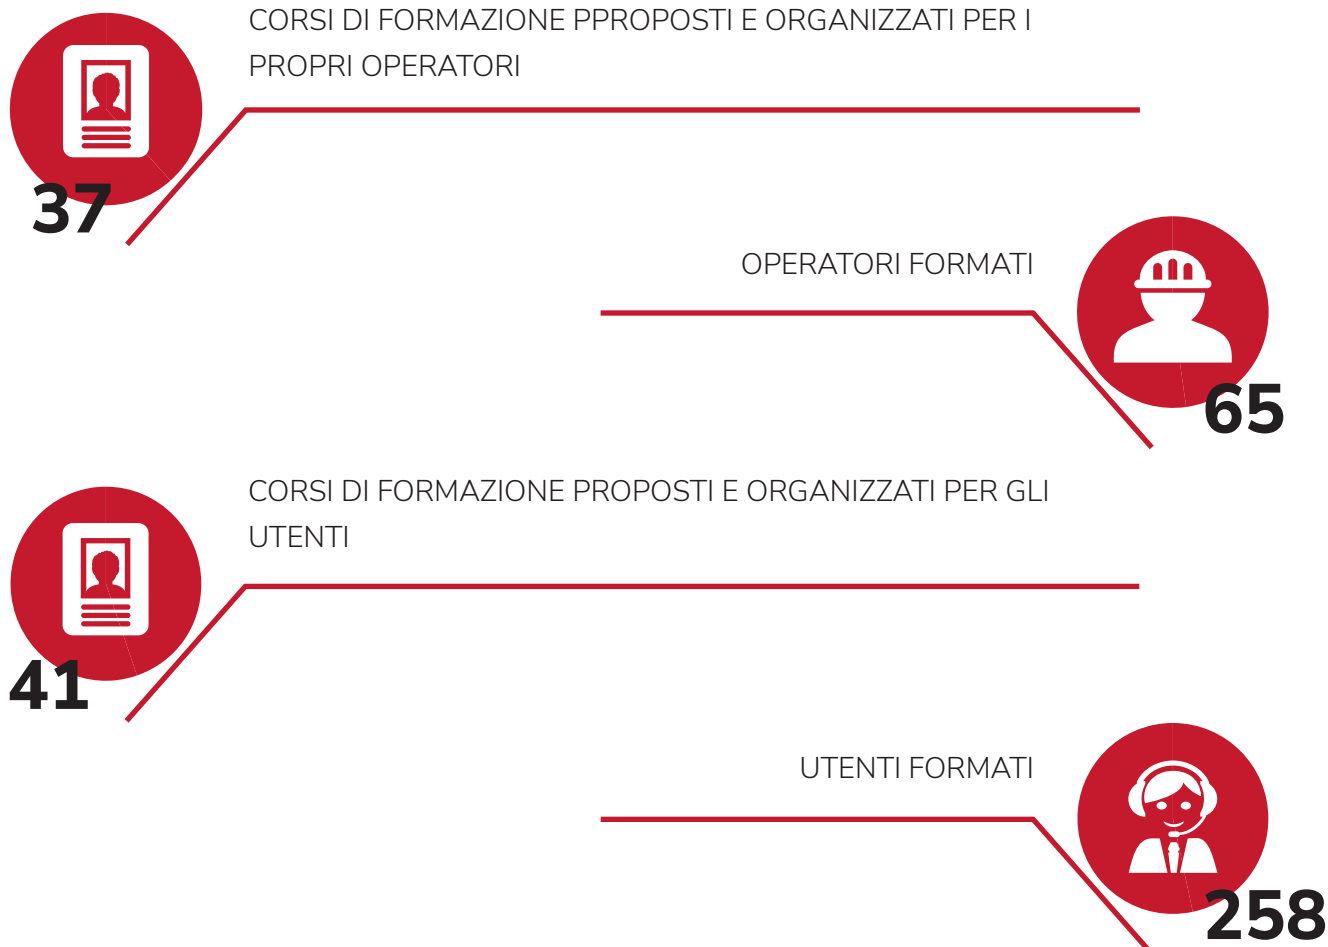 CORSI DI FORMAZIONE PPROPOSTI E ORGANIZZATI PER I
PROPRI OPERATORI
37
OPERATORI FORMATI
65
CORSI DI FORMAZIONE PROPOSTI E ORGANIZZATI PER GLI
UTENTI
41
UTENTI FORMATI
258